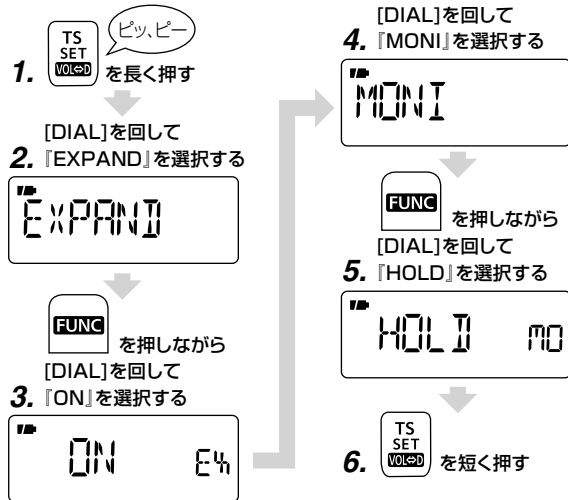 TS
SET
VOL⇔D
ピッ、ピー
1. を長く押す
[DIAL]を回して
2. 『EXPAND』を選択する
EXPAND
FUNC
を押しながら
[DIAL]を回して
3. 『ON』を選択する
ON EX
[DIAL]を回して
4. 『MONI』を選択する
MONI
FUNC
を押しながら
[DIAL]を回して
5. 『HOLD』を選択する
HOLD MO
TS
SET
VOL⇔D
6. を短く押す